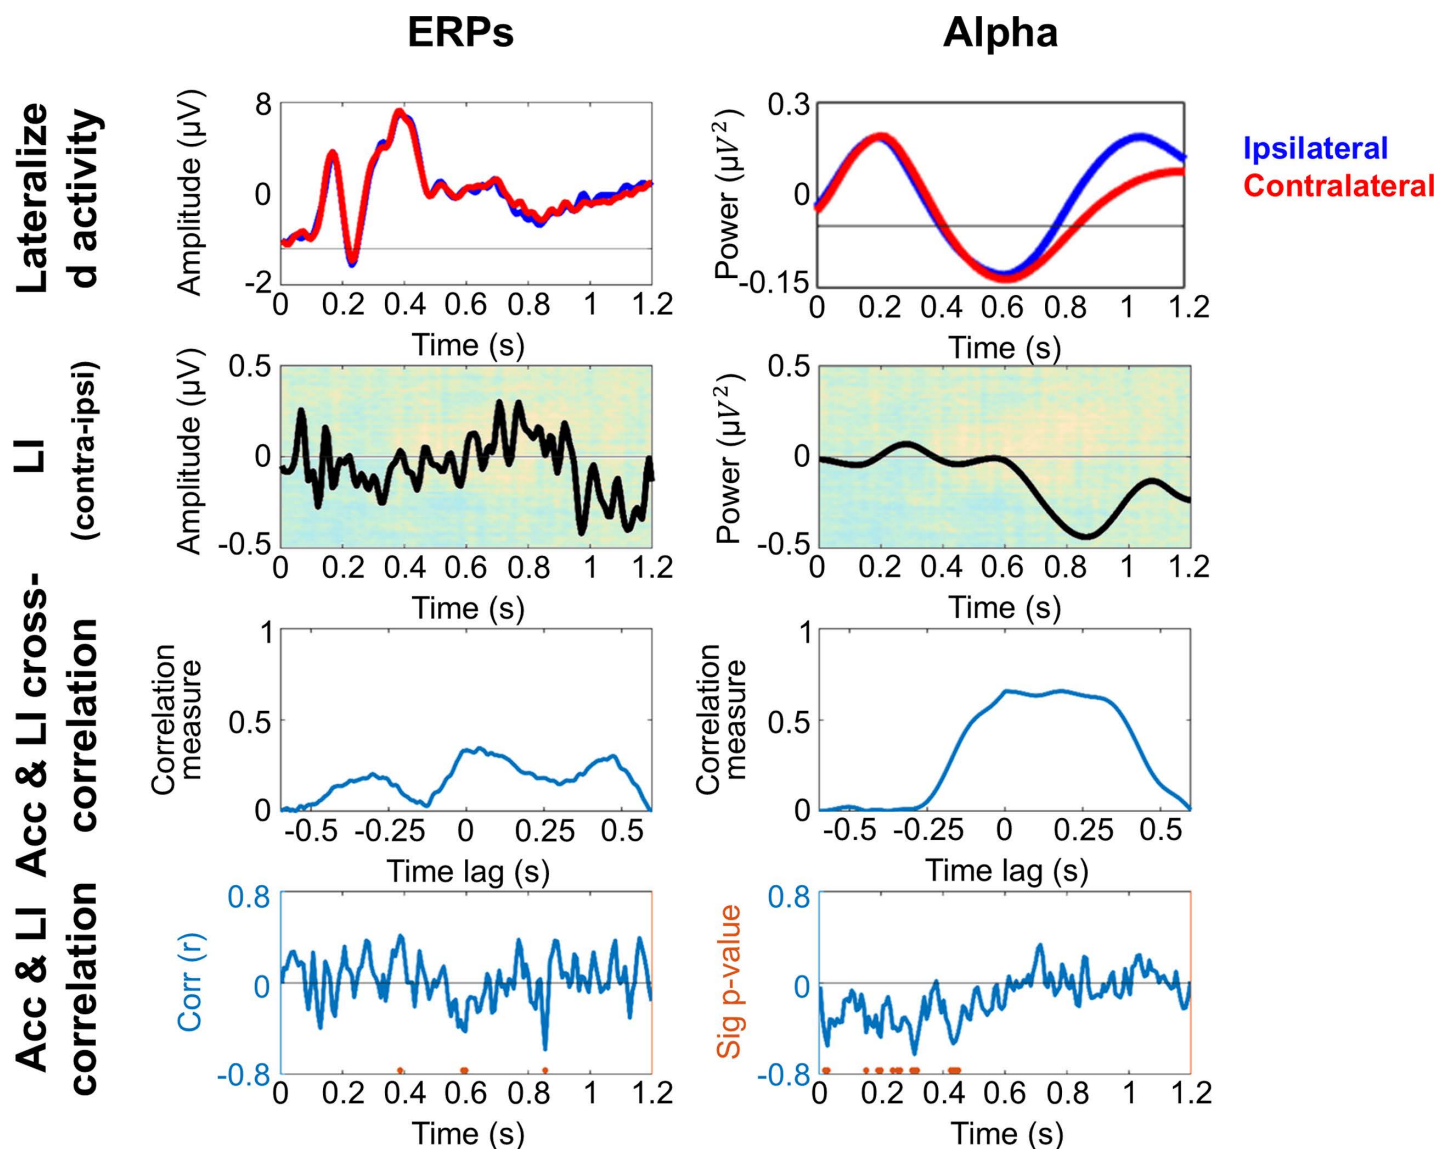 ERPs
Alpha
Lateralize
d activity
Amplitude (µV)
8
0
-2
0 0.2 0.4 0.6 0.8 1 1.2
Time (s)
Power (µV²)
0.3
0
-0.15
0 0.2 0.4 0.6 0.8 1 1.2
Time (s)
Ipsilateral
Contralateral
LI
(contra-ipsi)
Amplitude (µV)
0.5
0
-0.5
0 0.2 0.4 0.6 0.8 1 1.2
Time (s)
Power (µV²)
0.5
0
-0.5
0 0.2 0.4 0.6 0.8 1 1.2
Time (s)
Acc & LI cross-
correlation
Correlation
measure
1
0.5
0
-0.5 -0.25 0 0.25 0.5
Time lag (s)
Correlation
measure
1
0.5
0
-0.5 -0.25 0 0.25 0.5
Time lag (s)
Acc & LI
correlation
Corr (r)
0.8
0
-0.8
0 0.2 0.4 0.6 0.8 1 1.2
Time (s)
Sig p-value
0.8
0
-0.8
0 0.2 0.4 0.6 0.8 1 1.2
Time (s)